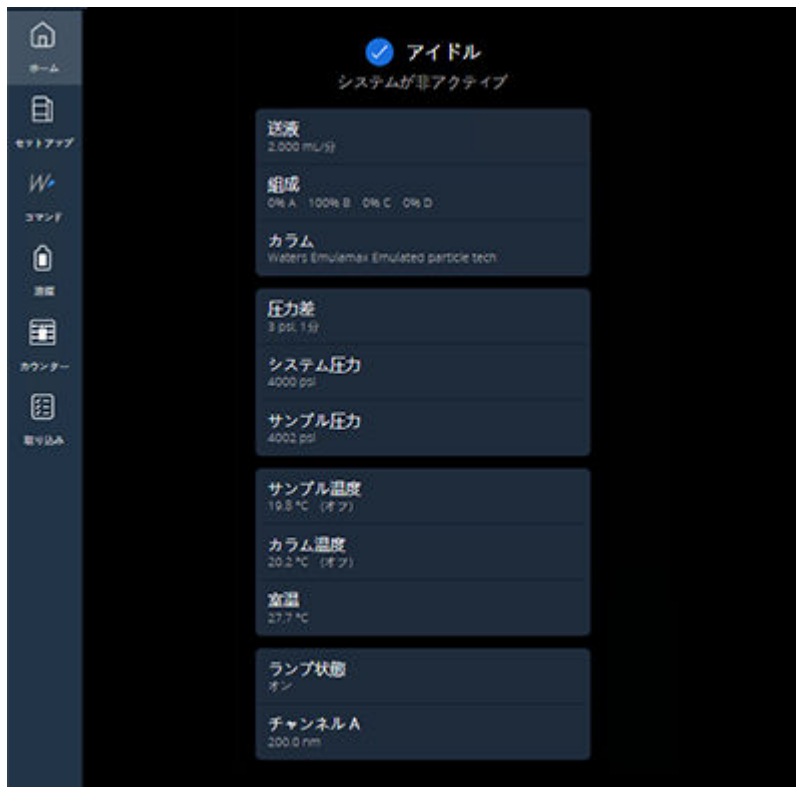 ホーム
セットアップ
コマンド
溶媒
カウンター
取り込み
アイドル
システムが非アクティブ
送液
2.000 mL/分
組成
0% A 100% B 0% C 0% D
カラム
Waters Emulamax Emulated particle tech
圧力差
3 psi, 1分
システム圧力
4000 psi
サンプル圧力
4002 psi
サンプル温度
19.8 °C (オフ)
カラム温度
20.2 °C (オフ)
室温
27.7 °C
ランプ状態
オン
チャンネル A
200.0 nm